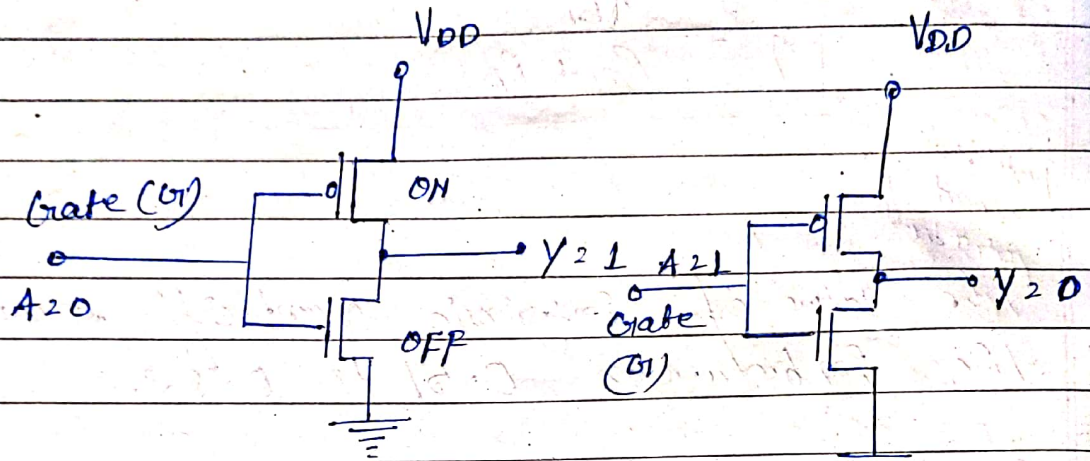 VDD
VDD
Gate (G)
ON
Y = 1
A = 1
A = 0
Gate
Y = 0
OFF
(G)